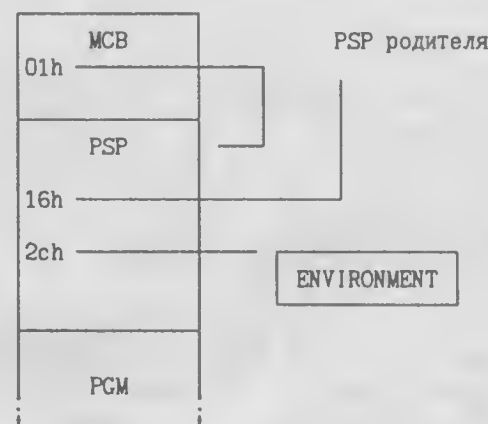 MCB
PSP родителя
01h
PSP
16h
2ch
ENVIRONMENT
PGM